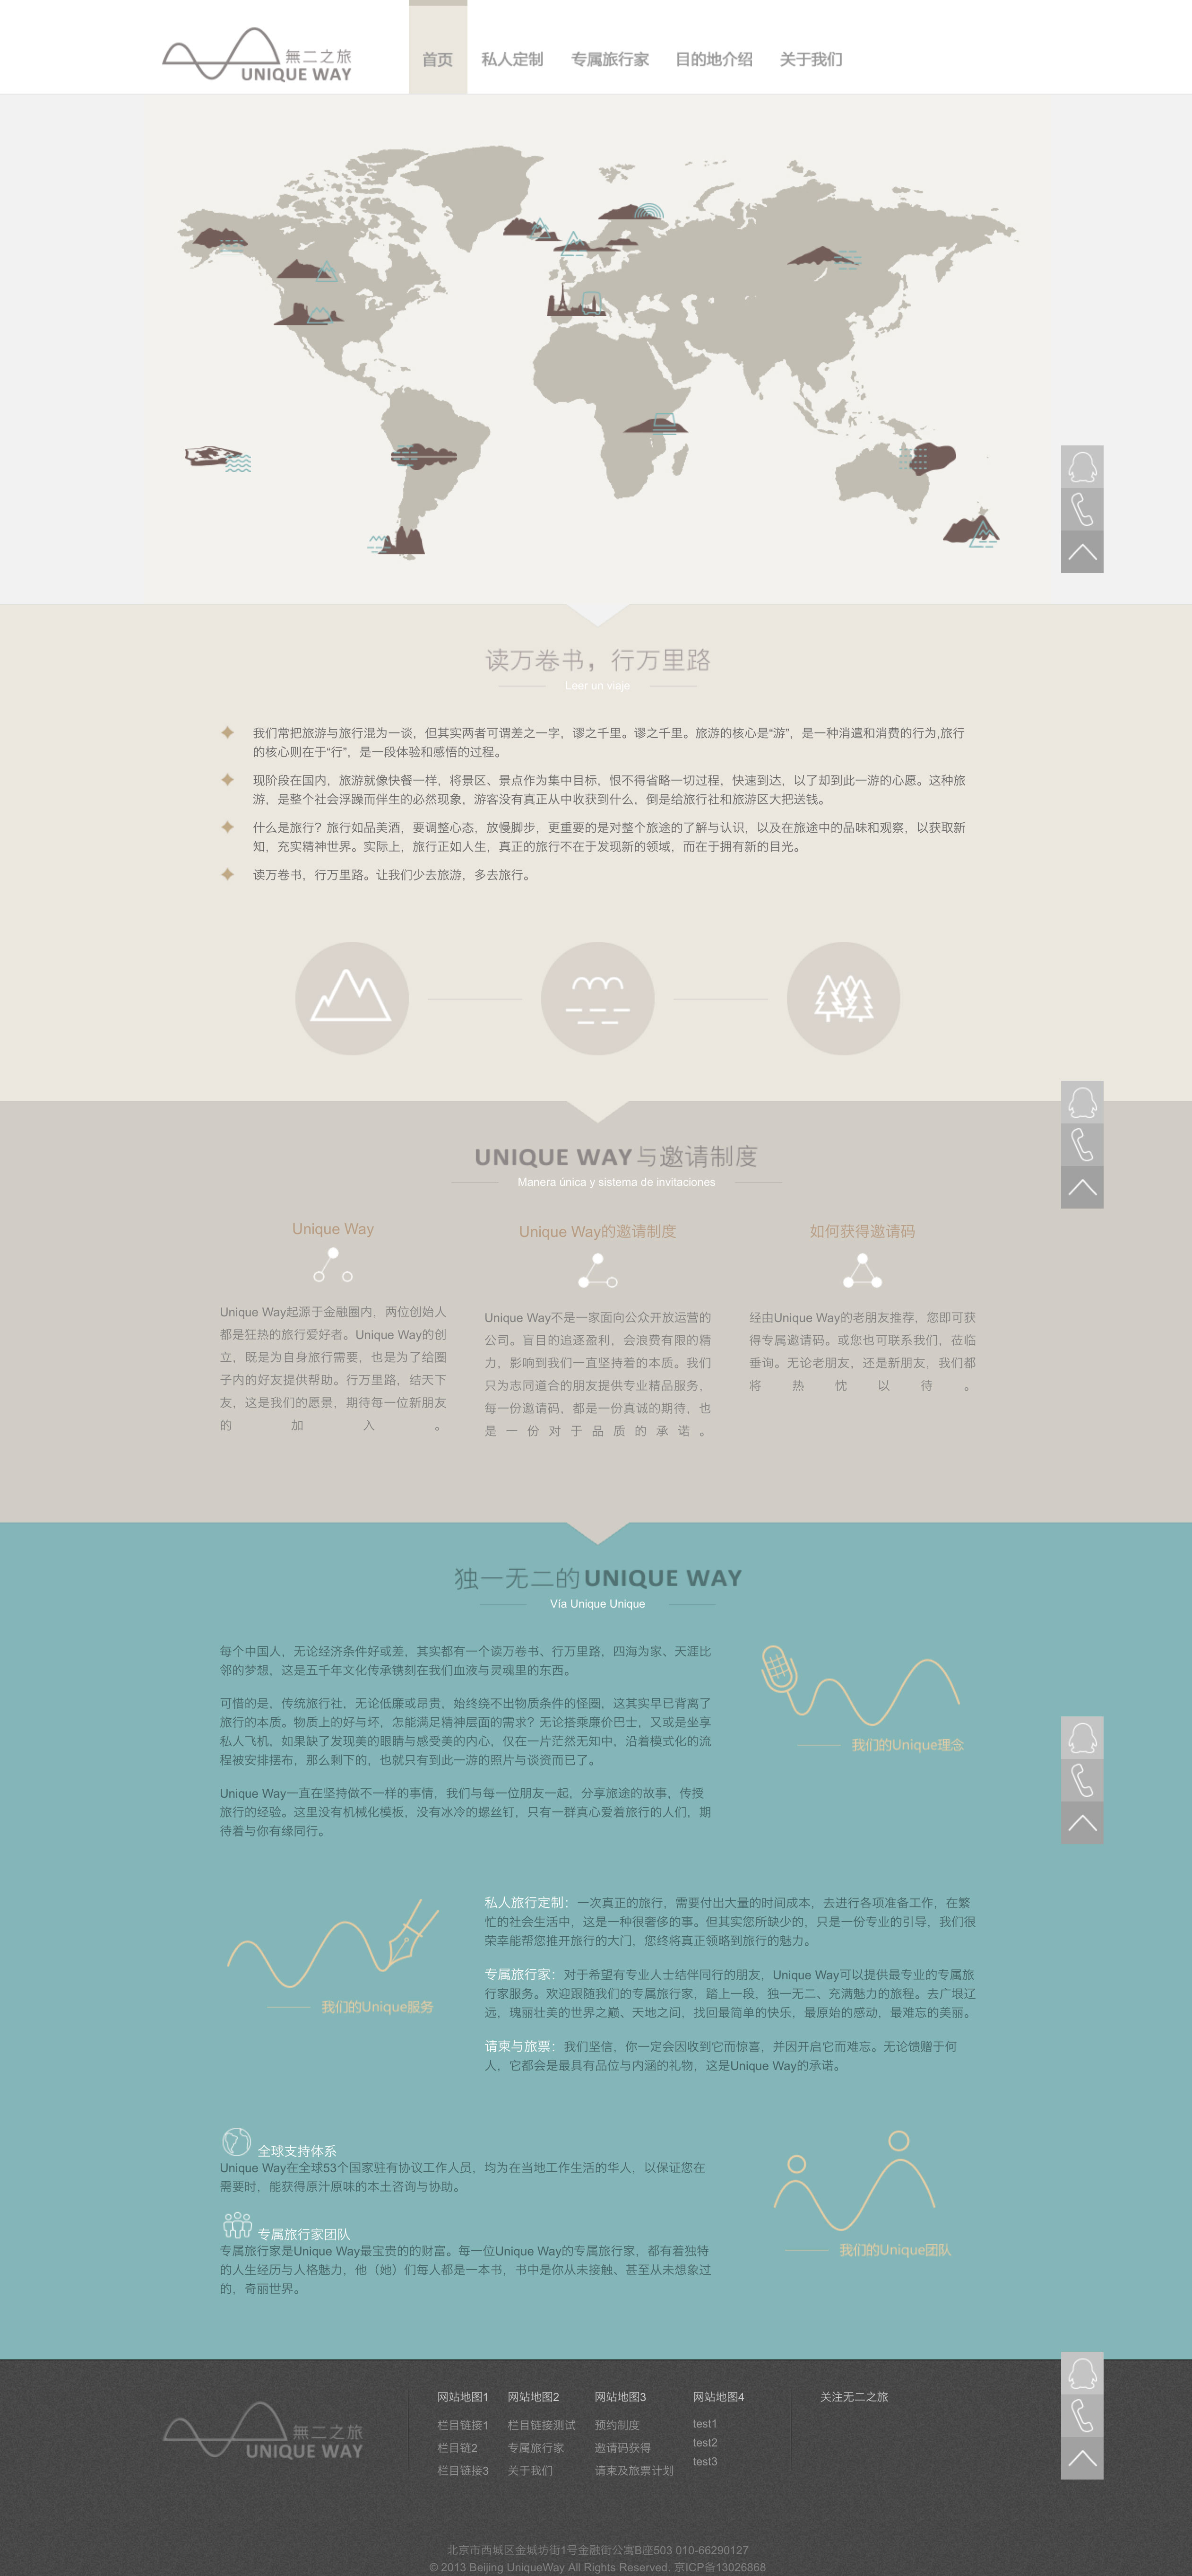 無二之旅
UNIQUE WAY
首页 私人定制 专属旅行家 目的地介绍 关于我们
读万卷书，行万里路
Leer un viaje
我们常把旅游与旅行混为一谈，但其实两者可谓差之一字，谬之千里。谬之千里。旅游的核心是“游”，是一种消遣和消费的行为,旅行
的核心则在于“行”，是一段体验和感悟的过程。
现阶段在国内，旅游就像快餐一样，将景区、景点作为集中目标，恨不得省略一切过程，快速到达，以了却到此一游的心愿。这种旅
游，是整个社会浮躁而伴生的必然现象，游客没有真正从中收获到什么，倒是给旅行社和旅游区大把送钱。
什么是旅行？旅行如品美酒，要调整心态，放慢脚步，更重要的是对整个旅途的了解与认识，以及在旅途中的品味和观察，以获取新
知，充实精神世界。实际上，旅行正如人生，真正的旅行不在于发现新的领域，而在于拥有新的目光。
读万卷书，行万里路。让我们少去旅游，多去旅行。
UNIQUE WAY与邀请制度
Manera única y sistema de invitaciones
Unique Way
Unique Way起源于金融圈内，两位创始人
都是狂热的旅行爱好者。Unique Way的创
立，既是为自身旅行需要，也是为了给圈
子内的好友提供帮助。行万里路，结天下
友，这是我们的愿景，期待每一位新朋友
的加入。
Unique Way的邀请制度
Unique Way不是一家面向公众开放运营的
公司。盲目的追逐盈利，会浪费有限的精
力，影响到我们一直坚持着的本质。我们
只为志同道合的朋友提供专业精品服务，
每一份邀请码，都是一份真诚的期待，也
是一份对于品质的承诺。
如何获得邀请码
经由Unique Way的老朋友推荐，您即可获
得专属邀请码。或您也可联系我们，莅临
垂询。无论老朋友，还是新朋友，我们都
将热忱以待。
独一无二的UNIQUE WAY
Vía Unique Unique
每个中国人，无论经济条件好或差，其实都有一个读万卷书、行万里路，四海为家、天涯比
邻的梦想，这是五千年文化传承镌刻在我们血液与灵魂里的东西。
可惜的是，传统旅行社，无论低廉或昂贵，始终绕不出物质条件的怪圈，这其实早已背离了
旅行的本质。物质上的好与坏，怎能满足精神层面的需求？无论搭乘廉价巴士，又或是坐享
私人飞机，如果缺了发现美的眼睛与感受美的内心，仅在一片茫然无知中，沿着模式化的流
程被安排摆布，那么剩下的，也就只有到此一游的照片与谈资而已了。
Unique Way一直在坚持做不一样的事情，我们与每一位朋友一起，分享旅途的故事，传授
旅行的经验。这里没有机械化模板，没有冰冷的螺丝钉，只有一群真心爱着旅行的人们，期
待着与你有缘同行。
我们的Unique理念
我们的Unique服务
私人旅行定制：一次真正的旅行，需要付出大量的时间成本，去进行各项准备工作，在繁
忙的社会生活中，这是一种很奢侈的事。但其实您所缺少的，只是一份专业的引导，我们很
荣幸能帮您推开旅行的大门，您终将真正领略到旅行的魅力。
专属旅行家：对于希望有专业人士结伴同行的朋友，Unique Way可以提供最专业的专属旅
行家服务。欢迎跟随我们的专属旅行家，踏上一段，独一无二、充满魅力的旅程。去广垠辽
远，瑰丽壮美的世界之巅、天地之间，找回最简单的快乐，最原始的感动，最难忘的美丽。
请柬与旅票：我们坚信，你一定会因收到它而惊喜，并因开启它而难忘。无论馈赠于何
人，它都会是最具有品位与内涵的礼物，这是Unique Way的承诺。
全球支持体系
Unique Way在全球53个国家驻有协议工作人员，均为在当地工作生活的华人，以保证您在
需要时，能获得原汁原味的本土咨询与协助。
专属旅行家团队
专属旅行家是Unique Way最宝贵的的财富。每一位Unique Way的专属旅行家，都有着独特
的人生经历与人格魅力，他（她）们每人都是一本书，书中是你从未接触、甚至从未想象过
的，奇丽世界。
我们的Unique团队
無二之旅
UNIQUE WAY
网站地图1 网站地图2 网站地图3 网站地图4 关注无二之旅
栏目链接1 栏目链接测试 预约制度 test1
栏目链2 专属旅行家 邀请码获得 test2
栏目链接3 关于我们 请柬及旅票计划 test3
北京市西城区金城坊街1号金融街公寓B座503 010-66290127
© 2013 Beijing UniqueWay All Rights Reserved. 京ICP备13026868